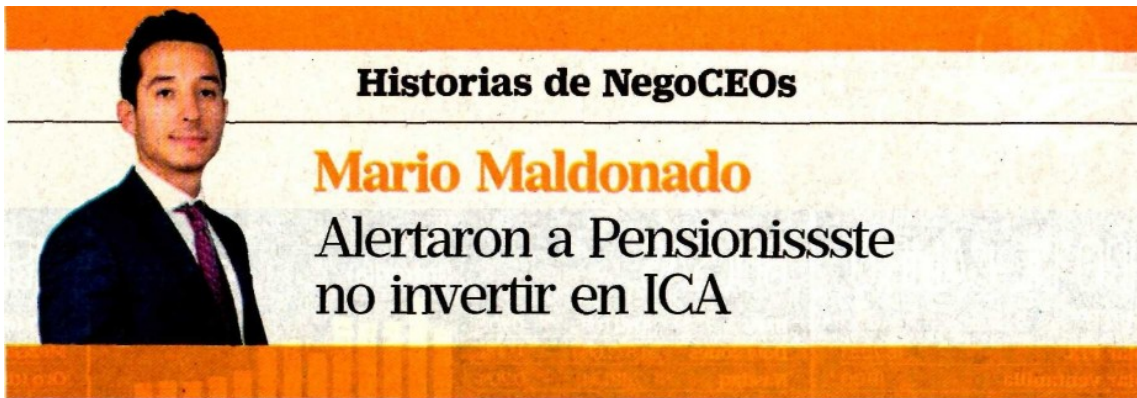 Historias de NegoCEOs
Mario Maldonado
Alertaron a Pensionissste
no invertir en ICA